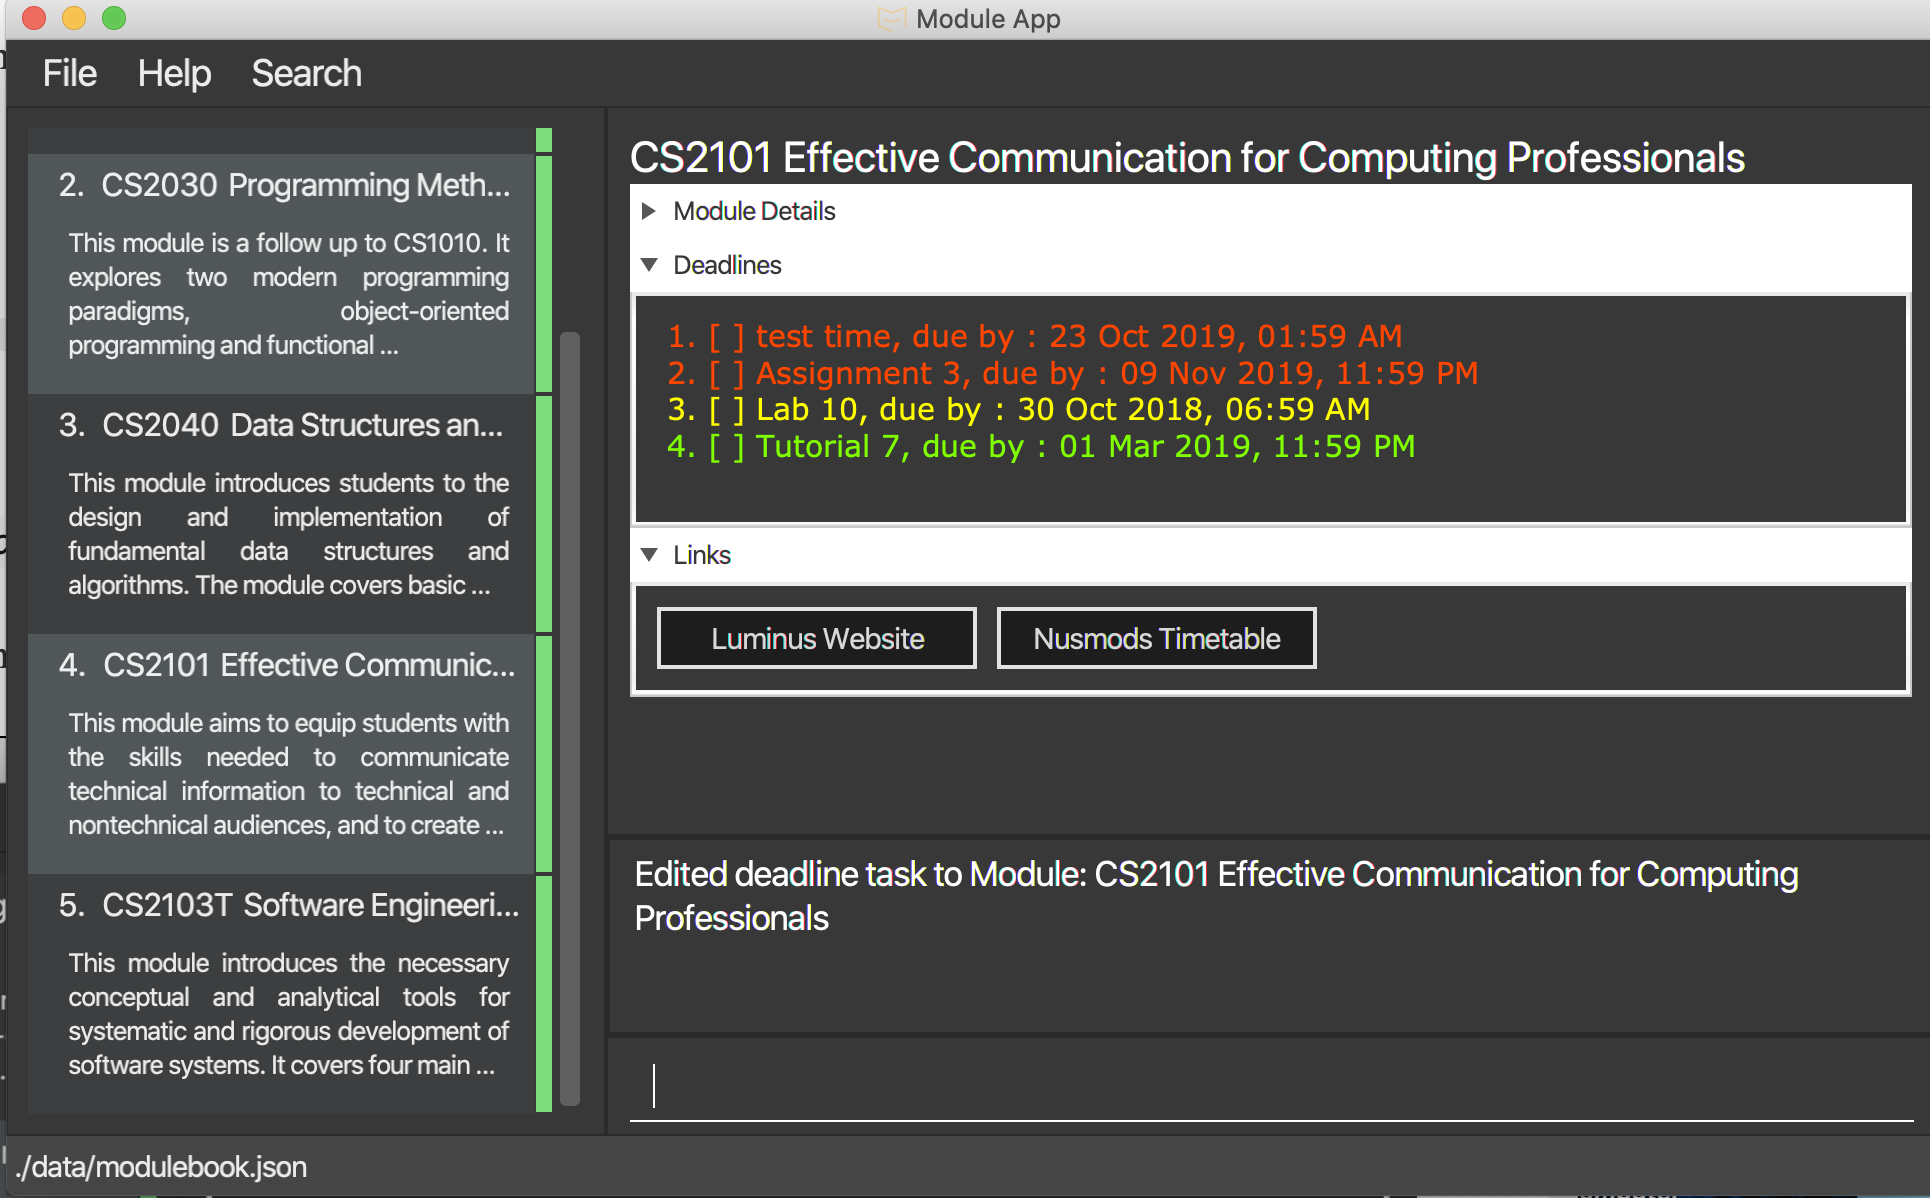 Module App
File Help Search
2. CS2030 Programming Meth...
This module is a follow up to CS1010. It
explores two modern programming
paradigms, object-oriented
programming and functional ...
3. CS2040 Data Structures an...
This module introduces students to the
design and implementation of
fundamental data structures and
algorithms. The module covers basic ...
4. CS2101 Effective Communic...
This module aims to equip students with
the skills needed to communicate
technical information to technical and
nontechnical audiences, and to create ...
5. CS2103T Software Engineeri...
This module introduces the necessary
conceptual and analytical tools for
systematic and rigorous development of
software systems. It covers four main ...
CS2101 Effective Communication for Computing Professionals
Module Details
Deadlines
1. [ ] test time, due by : 23 Oct 2019, 01:59 AM
2. [ ] Assignment 3, due by : 09 Nov 2019, 11:59 PM
3. [ ] Lab 10, due by : 30 Oct 2018, 06:59 AM
4. [ ] Tutorial 7, due by : 01 Mar 2019, 11:59 PM
Links
Luminus Website
Nusmods Timetable
Edited deadline task to Module: CS2101 Effective Communication for Computing
Professionals
./data/modulebook.json